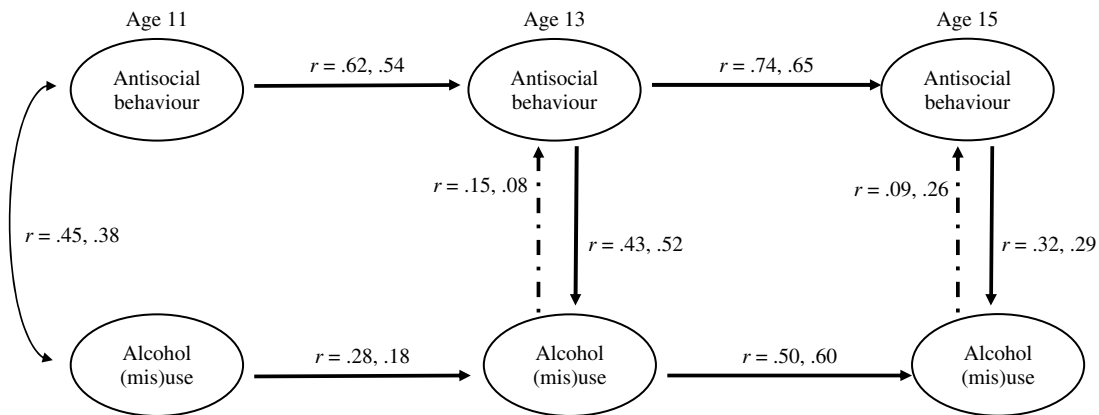 Age 11
Age 13
Age 15
Antisocial
behaviour
r = .62, .54
Antisocial
behaviour
r = .74, .65
Antisocial
behaviour
r = .45, .38
r = .15, .08
r = .43, .52
r = .09, .26
r = .32, .29
Alcohol
(mis)use
r = .28, .18
Alcohol
(mis)use
r = .50, .60
Alcohol
(mis)use